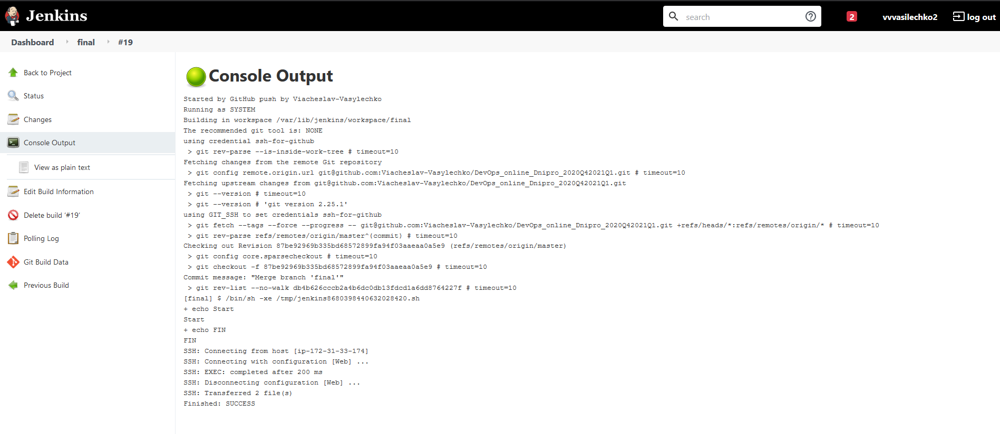 Jenkins
search
2
vvvasilechko2
log out
Dashboard
final
#19
Back to Project
Status
Changes
Console Output
View as plain text
Edit Build Information
Delete build ‘#19’
Polling Log
Git Build Data
Previous Build
Console Output
Started by GitHub push by Viacheslav-Vasylechko
Running as SYSTEM
Building in workspace /var/lib/jenkins/workspace/final
The recommended git tool is: NONE
using credential ssh-for-github
> git rev-parse --is-inside-work-tree # timeout=10
Fetching changes from the remote Git repository
> git config remote.origin.url git@github.com:Viacheslav-Vasylechko/DevOps_online_Dnipro_2020Q42021Q1.git # timeout=10
Fetching upstream changes from git@github.com:Viacheslav-Vasylechko/DevOps_online_Dnipro_2020Q42021Q1.git
> git --version # timeout=10
> git --version # 'git version 2.25.1'
using GIT_SSH to set credentials ssh-for-github
> git fetch --tags --force --progress -- git@github.com:Viacheslav-Vasylechko/DevOps_online_Dnipro_2020Q42021Q1.git +refs/heads/*:refs/remotes/origin/* # timeout=10
> git rev-parse refs/remotes/origin/master^{commit} # timeout=10
Checking out Revision 87be92969b335bd68572899fa94f03aaeaa0a5e9 (refs/remotes/origin/master)
> git config core.sparsecheckout # timeout=10
> git checkout -f 87be92969b335bd68572899fa94f03aaeaa0a5e9 # timeout=10
Commit message: "Merge branch 'final'"
> git rev-list --no-walk db4b626cccb2a4b6dc0db13fdcd1a6dd8764227f # timeout=10
[final] $ /bin/sh -xe /tmp/jenkins8680398440632028420.sh
+ echo Start
Start
+ echo FIN
FIN
SSH: Connecting from host [ip-172-31-33-174]
SSH: Connecting with configuration [Web] ...
SSH: EXEC: completed after 200 ms
SSH: Disconnecting configuration [Web] ...
SSH: Transferred 2 file(s)
Finished: SUCCESS